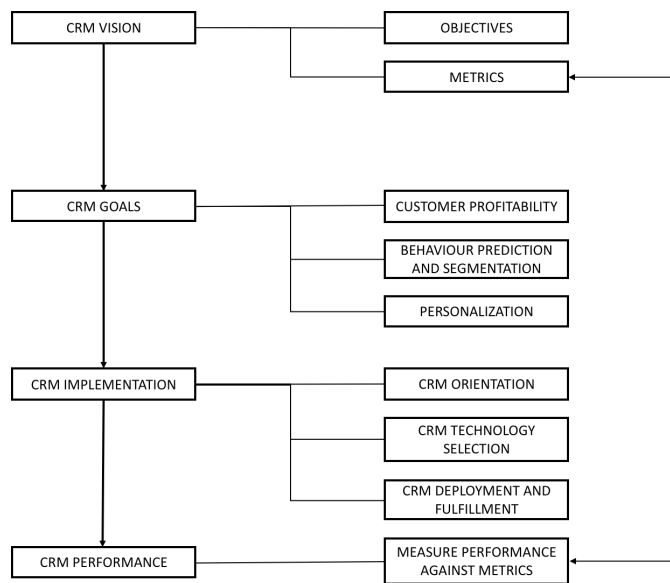 CRM VISION
OBJECTIVES
METRICS
CRM GOALS
CUSTOMER PROFITABILITY
BEHAVIOUR PREDICTION
AND SEGMENTATION
PERSONALIZATION
CRM IMPLEMENTATION
CRM ORIENTATION
CRM TECHNOLOGY
SELECTION
CRM DEPLOYMENT AND
FULFILLMENT
CRM PERFORMANCE
MEASURE PERFORMANCE
AGAINST METRICS